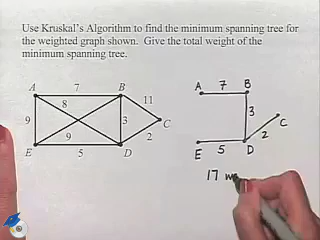 Use Kruskal's Algorithm to find the minimum spanning tree for
the weighted graph shown. Give the total weight of the
minimum spanning tree.
A 7 B
8 11
9 3 C
9 2
E 5 D
A 7 B
3 C
2
E 5 D
17